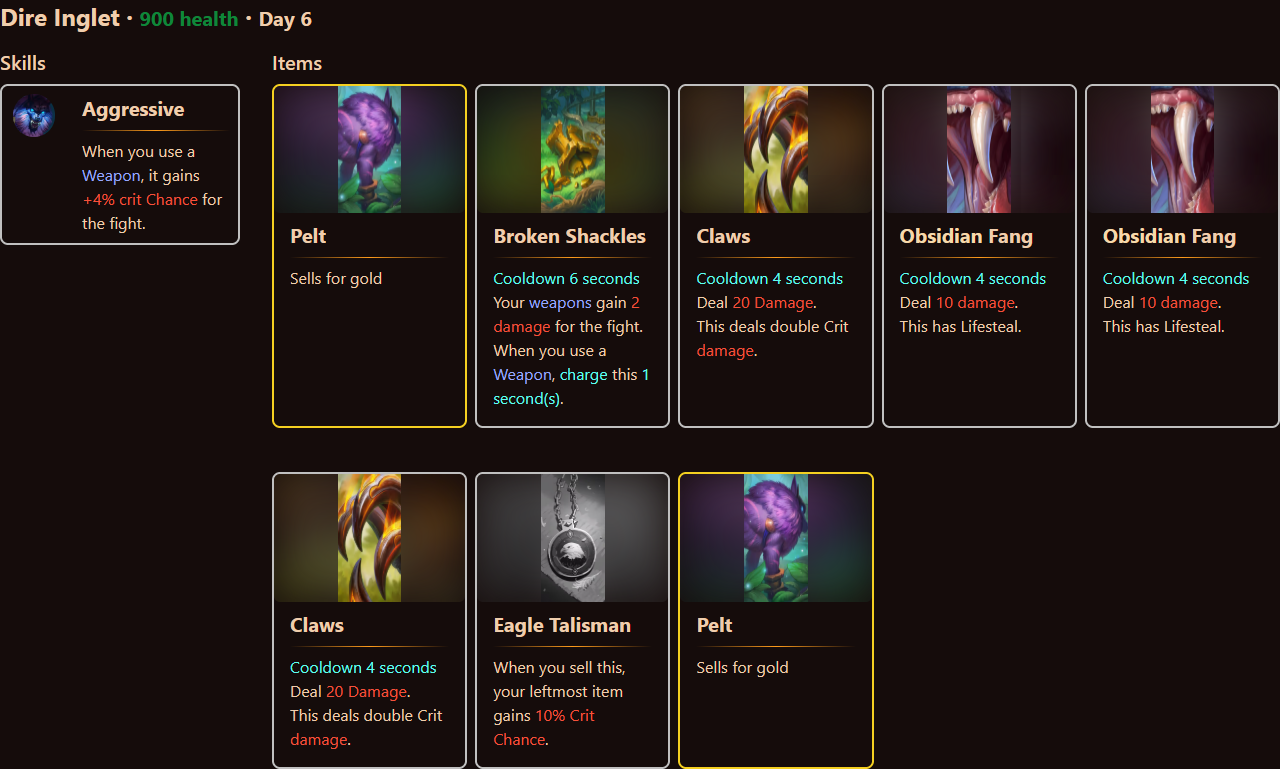 Dire Inglet · 900 health · Day 6
Skills
Items
Aggressive
When you use a
Weapon, it gains
+4% crit Chance for
the fight.
Pelt
Sells for gold
Broken Shackles
Cooldown 6 seconds
Your weapons gain 2
damage for the fight.
When you use a
Weapon, charge this 1
second(s).
Claws
Cooldown 4 seconds
Deal 20 Damage.
This deals double Crit
damage.
Obsidian Fang
Cooldown 4 seconds
Deal 10 damage.
This has Lifesteal.
Obsidian Fang
Cooldown 4 seconds
Deal 10 damage.
This has Lifesteal.
Claws
Cooldown 4 seconds
Deal 20 Damage.
This deals double Crit
damage.
Eagle Talisman
When you sell this,
your leftmost item
gains 10% Crit
Chance.
Pelt
Sells for gold